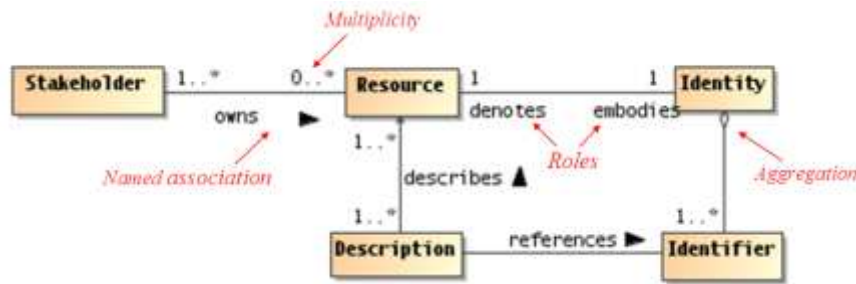 Multiplicity
Stakeholder 1..* 0..* Resource 1 1 Identity
owns denotes embodies
1..*
Named association Roles Aggregation
describes
1..* 1..*
Description references Identifier